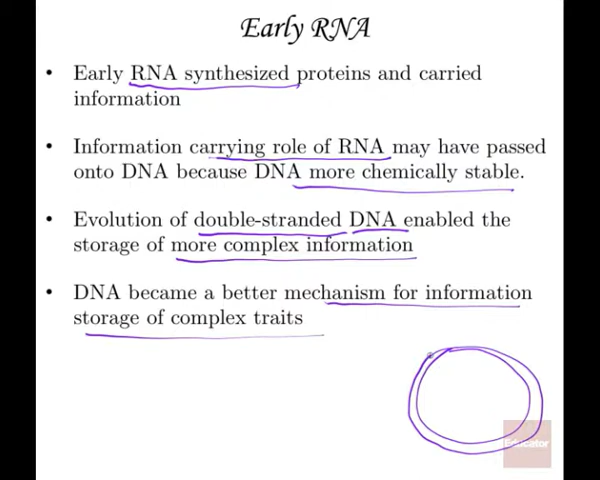 Early RNA
• Early RNA synthesized proteins and carried
information
• Information carrying role of RNA may have passed
onto DNA because DNA more chemically stable.
• Evolution of double-stranded DNA enabled the
storage of more complex information
• DNA became a better mechanism for information
storage of complex traits
Educator